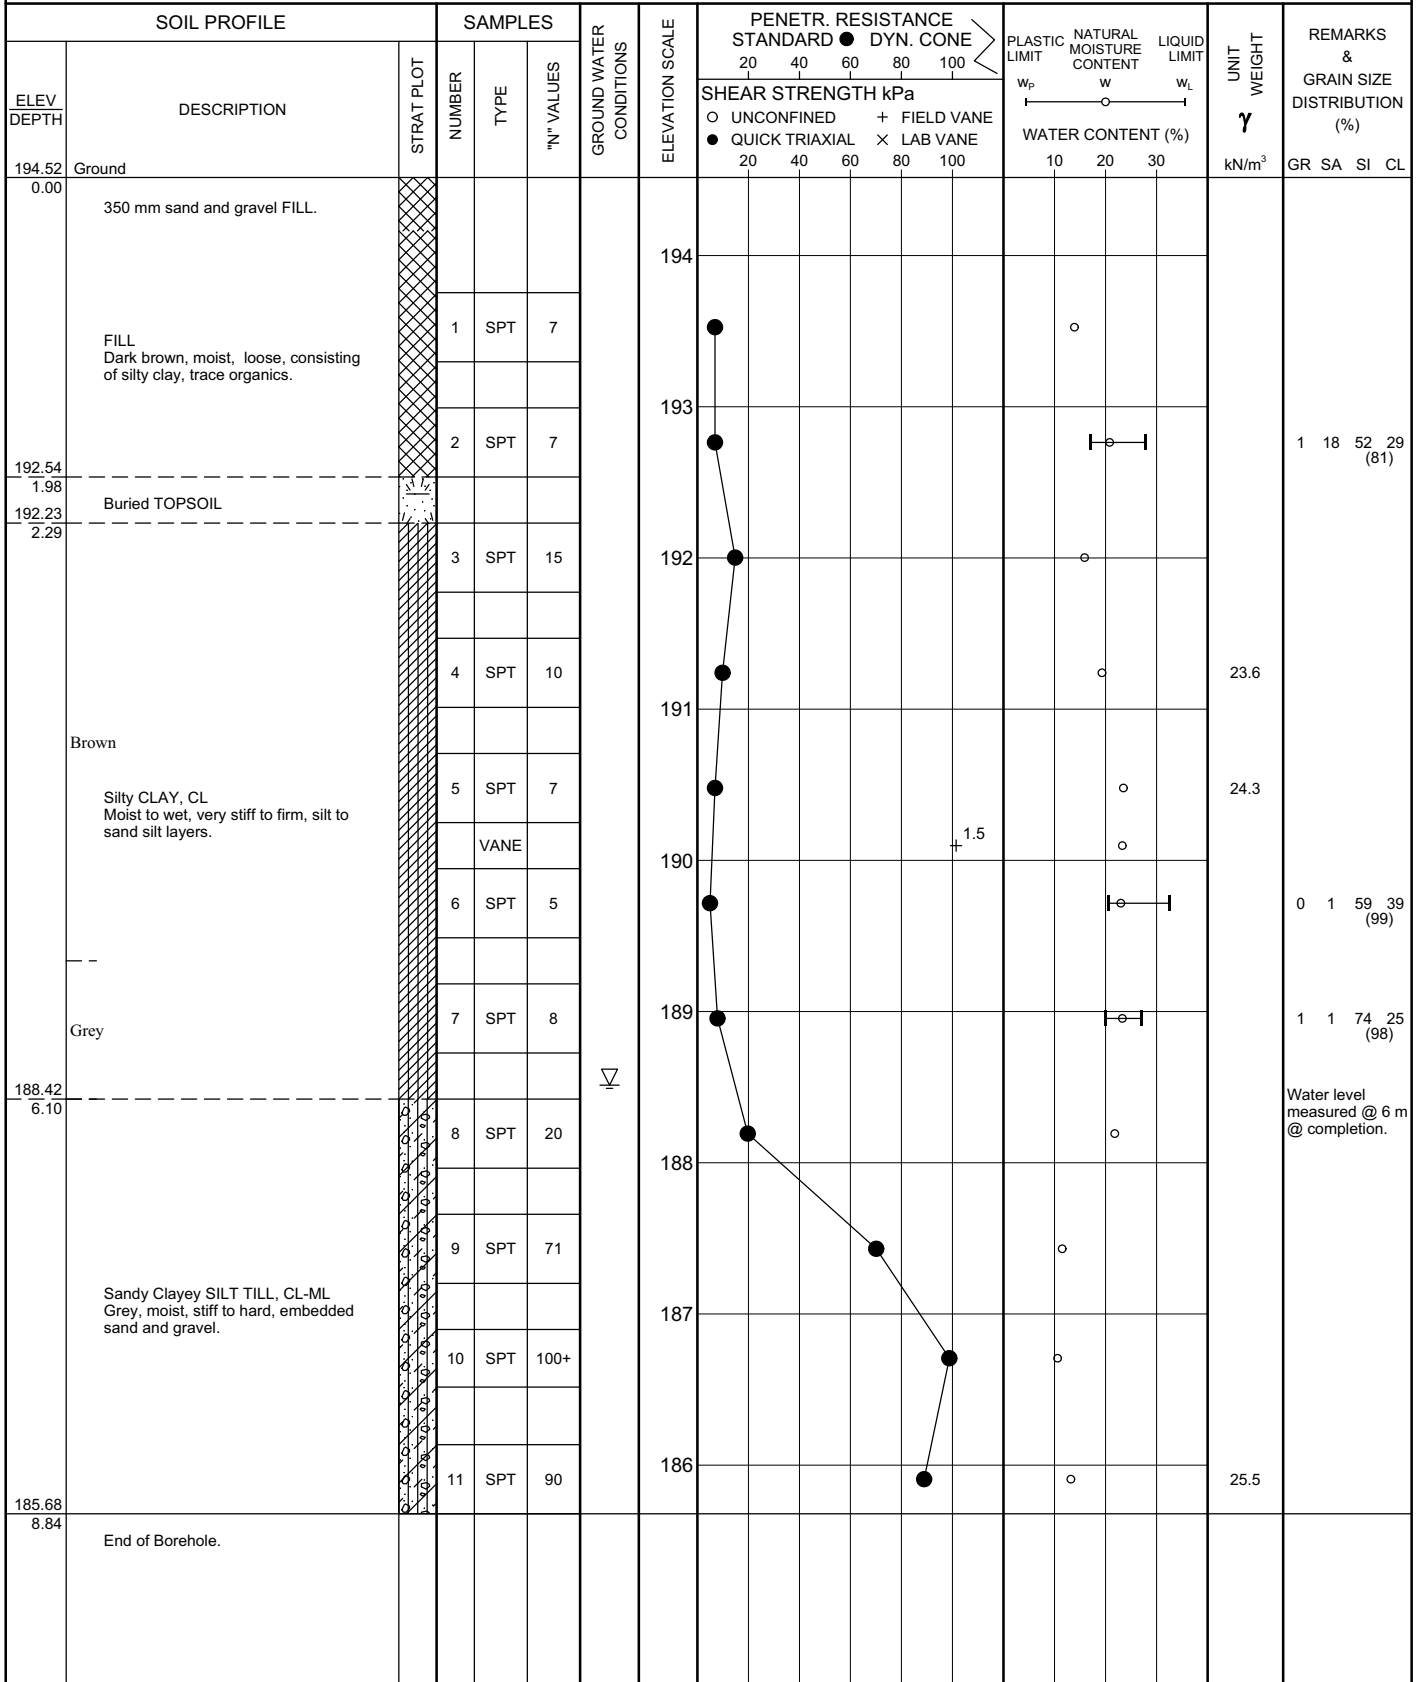 SOIL PROFILE
SAMPLES
GROUND WATER
CONDITIONS
ELEVATION SCALE
PENETR. RESISTANCE
STANDARD ● DYN. CONE
20 40 60 80 100
SHEAR STRENGTH kPa
○ UNCONFINED + FIELD VANE
● QUICK TRIAXIAL × LAB VANE
20 40 60 80 100
PLASTIC
LIMIT
NATURAL
MOISTURE
CONTENT
LIQUID
LIMIT
WP W WL
WATER CONTENT (%)
10 20 30
UNIT
WEIGHT
γ
kN/m³
REMARKS
&
GRAIN SIZE
DISTRIBUTION
(%)
GR SA SI CL
ELEV
DEPTH
DESCRIPTION
STRAT PLOT
NUMBER
TYPE
"N" VALUES
194.52 Ground
0.00
350 mm sand and gravel FILL.
194
1 SPT 7
FILL
Dark brown, moist, loose, consisting
of silty clay, trace organics.
193
2 SPT 7
1 18 52 29
(81)
192.54
1.98
Buried TOPSOIL
192.23
2.29
3 SPT 15
192
4 SPT 10
23.6
191
Brown
5 SPT 7
24.3
Silty CLAY, CL
Moist to wet, very stiff to firm, silt to
sand silt layers.
VANE
1.5
190
6 SPT 5
0 1 59 39
(99)
189
7 SPT 8
1 1 74 25
(98)
Grey
188.42
6.10
Water level
measured @ 6 m
@ completion.
8 SPT 20
188
9 SPT 71
Sandy Clayey SILT TILL, CL-ML
Grey, moist, stiff to hard, embedded
sand and gravel.
187
10 SPT 100+
186
11 SPT 90
25.5
185.68
8.84
End of Borehole.